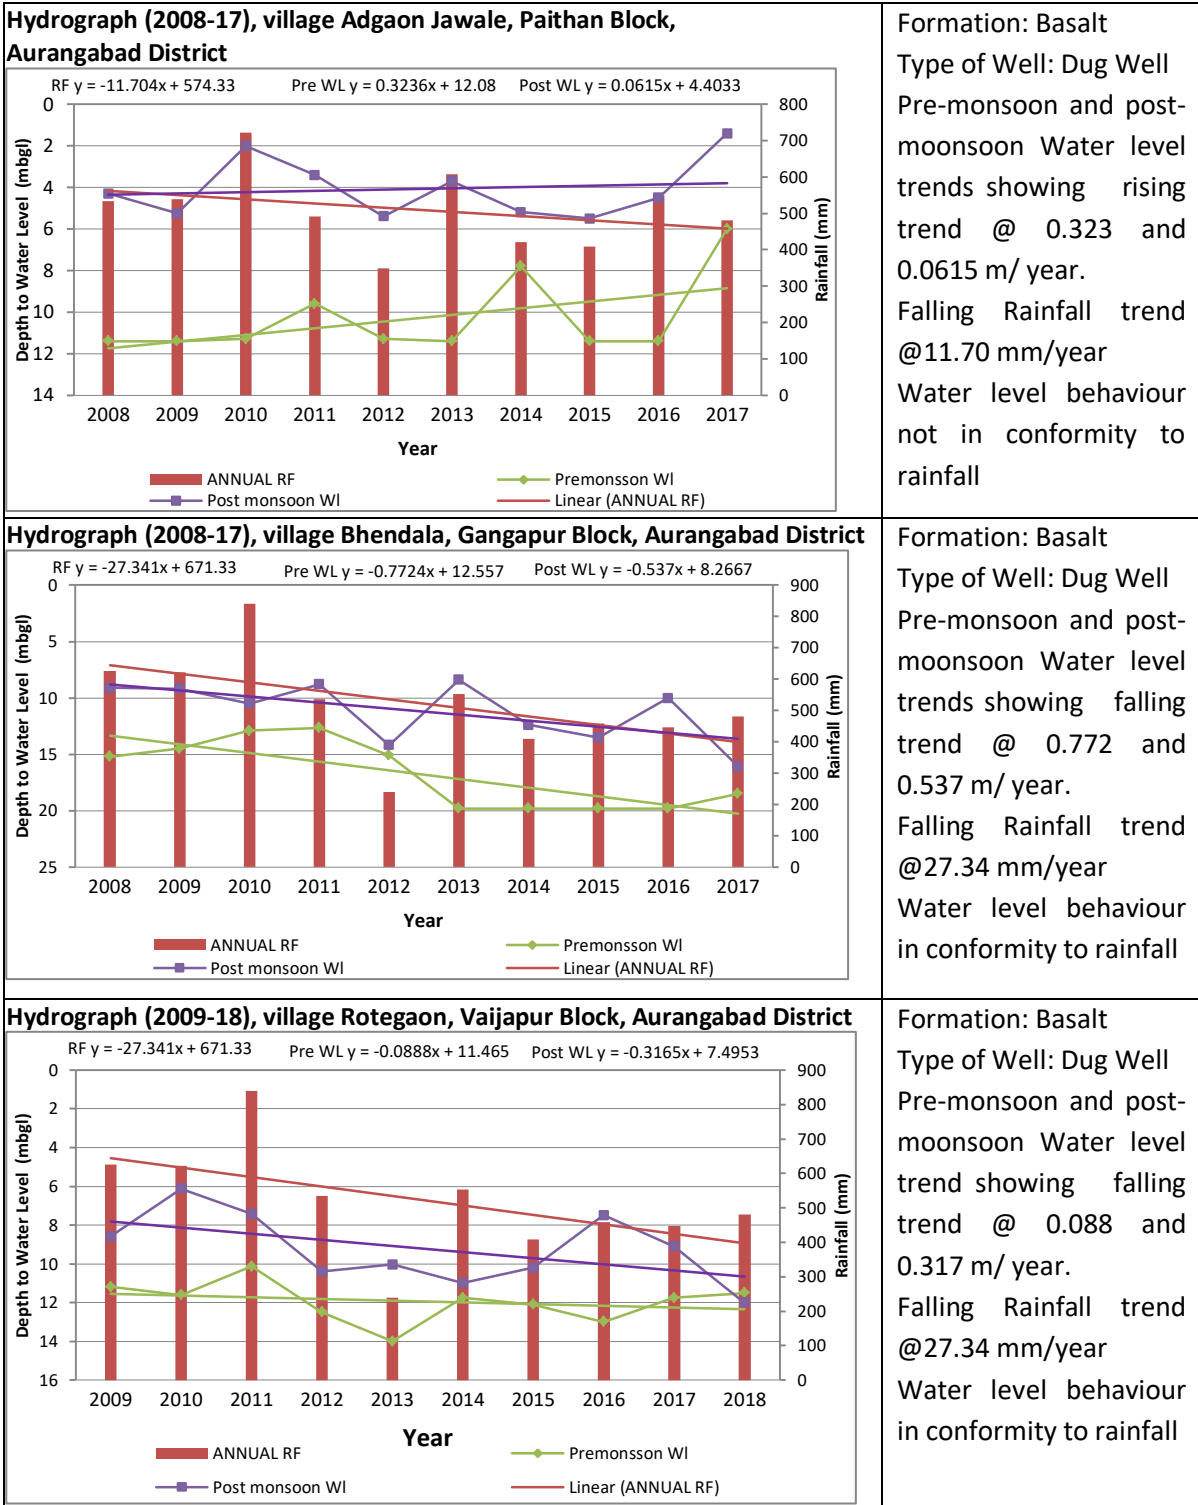 Hydrograph (2008-17), village Adgaon Jawale, Paithan Block,
Aurangabad District
RF y = -11.704x + 574.33 Pre WL y = 0.3236x + 12.08 Post WL y = 0.0615x + 4.4033
Depth to Water Level (mbgl)
0
2
4
6
8
10
12
14
800
700
600
500
400
300
200
100
0
Rainfall (mm)
2008 2009 2010 2011 2012 2013 2014 2015 2016 2017
Year
ANNUAL RF Premonsson Wl
Post monsoon Wl Linear (ANNUAL RF)
Formation: Basalt
Type of Well: Dug Well
Pre-monsoon and post-
moonsoon Water level
trends showing rising
trend @ 0.323 and
0.0615 m/ year.
Falling Rainfall trend
@11.70 mm/year
Water level behaviour
not in conformity to
rainfall
Hydrograph (2008-17), village Bhendala, Gangapur Block, Aurangabad District
RF y = -27.341x + 671.33 Pre WL y = -0.7724x + 12.557 Post WL y = -0.537x + 8.2667
Depth to Water Level (mbgl)
0
5
10
15
20
25
900
800
700
600
500
400
300
200
100
0
Rainfall (mm)
2008 2009 2010 2011 2012 2013 2014 2015 2016 2017
Year
ANNUAL RF Premonsson Wl
Post monsoon Wl Linear (ANNUAL RF)
Formation: Basalt
Type of Well: Dug Well
Pre-monsoon and post-
moonsoon Water level
trends showing falling
trend @ 0.772 and
0.537 m/ year.
Falling Rainfall trend
@27.34 mm/year
Water level behaviour
in conformity to rainfall
Hydrograph (2009-18), village Rotegaon, Vaijapur Block, Aurangabad District
RF y = -27.341x + 671.33 Pre WL y = -0.0888x + 11.465 Post WL y = -0.3165x + 7.4953
Depth to Water Level (mbgl)
0
2
4
6
8
10
12
14
16
900
800
700
600
500
400
300
200
100
0
Rainfall (mm)
2009 2010 2011 2012 2013 2014 2015 2016 2017 2018
Year
ANNUAL RF Premonsson Wl
Post monsoon Wl Linear (ANNUAL RF)
Formation: Basalt
Type of Well: Dug Well
Pre-monsoon and post-
moonsoon Water level
trend showing falling
trend @ 0.088 and
0.317 m/ year.
Falling Rainfall trend
@27.34 mm/year
Water level behaviour
in conformity to rainfall